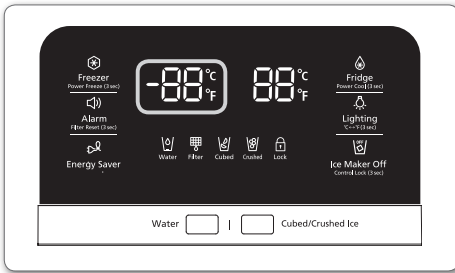 Freezer
Power Freeze (3 sec)
Alarm
Filter Reset (3 sec)
Energy Saver
-88°C
°F
88°C
°F
Water
Filter
Cubed
Crushed
Lock
Fridge
Power Cool (3 sec)
Lighting
°C↔°F (3 sec)
OFF
Ice Maker Off
Control Lock (3 sec)
Water | Cubed/Crushed Ice